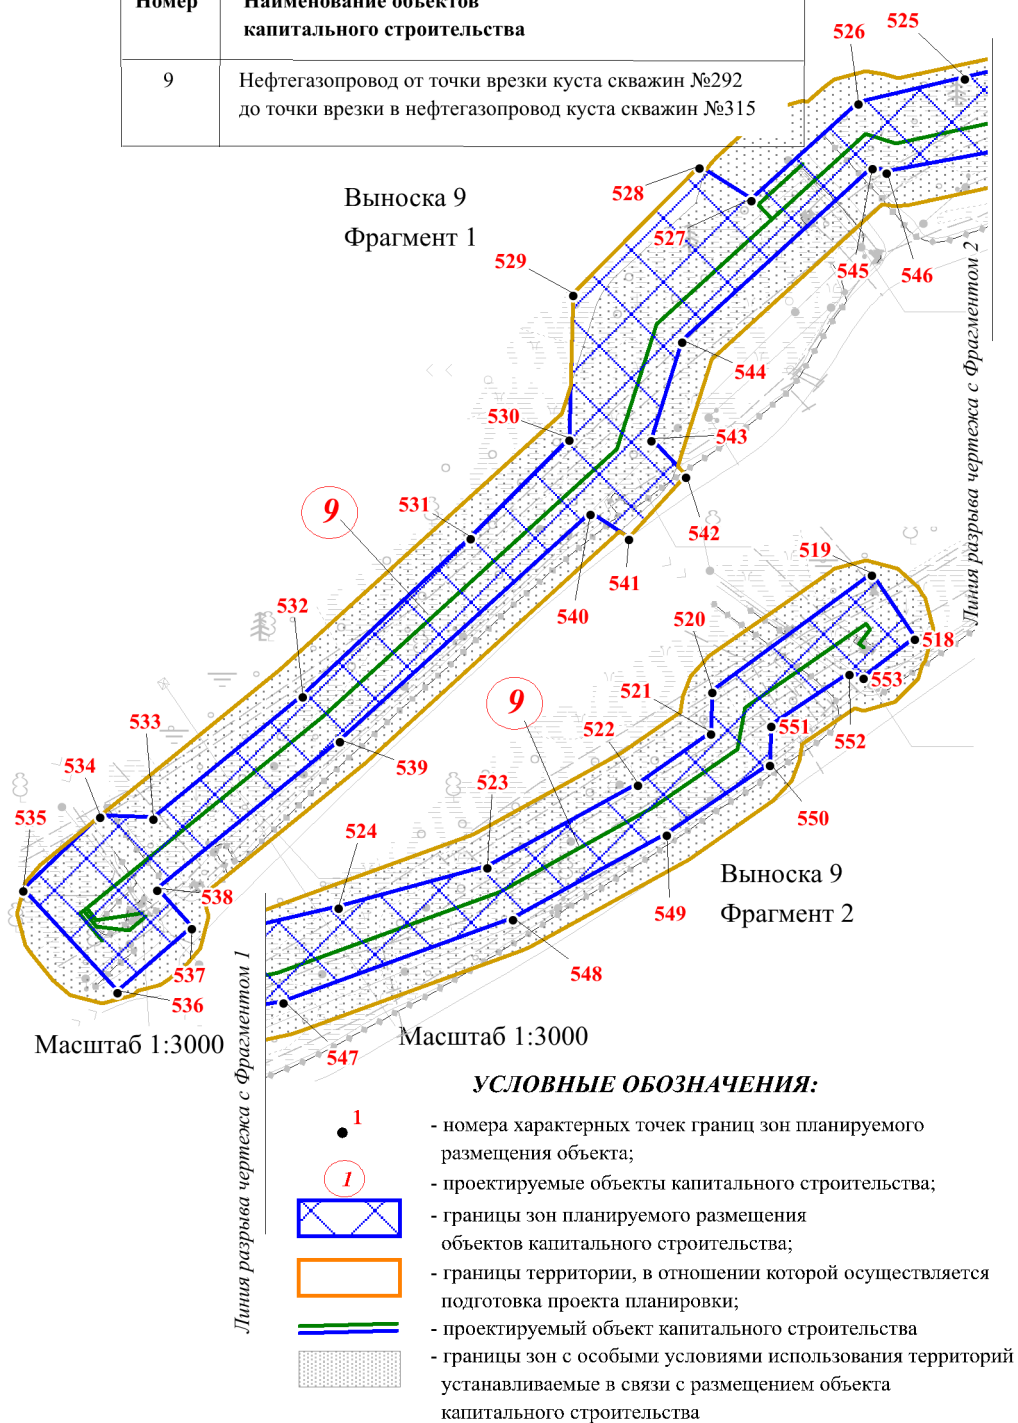 Номер
Наименование объектов
капитального строительства
9
Нефтегазопровод от точки врезки куста скважин №292
до точки врезки в нефтегазопровод куста скважин №315
525
526
528
Выноска 9
Фрагмент 1
527
529
545
546
Линия разрыва чертежа с Фрагментом 2
544
530
543
9
531
542
519
541
532
540
520
518
553
521
9
533
522
551
552
534
539
523
535
524
550
538
Выноска 9
549
Фрагмент 2
537
548
536
Масштаб 1:3000
Масштаб 1:3000
547
Линия разрыва чертежа с Фрагментом 1
УСЛОВНЫЕ ОБОЗНАЧЕНИЯ:
1
- номера характерных точек границ зон планируемого
размещения объекта;
1
- проектируемые объекты капитального строительства;
- границы зон планируемого размещения
объектов капитального строительства;
- границы территории, в отношении которой осуществляется
подготовка проекта планировки;
- проектируемый объект капитального строительства
- границы зон с особыми условиями использования территорий
устанавливаемые в связи с размещением объекта
капитального строительства